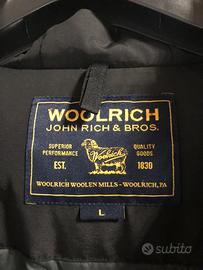 WOOLRICH
JOHN RICH & BROS.
SUPERIOR PERFORMANCE
QUALITY GOODS
Woolrich
EST.
1830
WOOLRICH WOOLEN MILLS - WOOLRICH, PA
L
subito